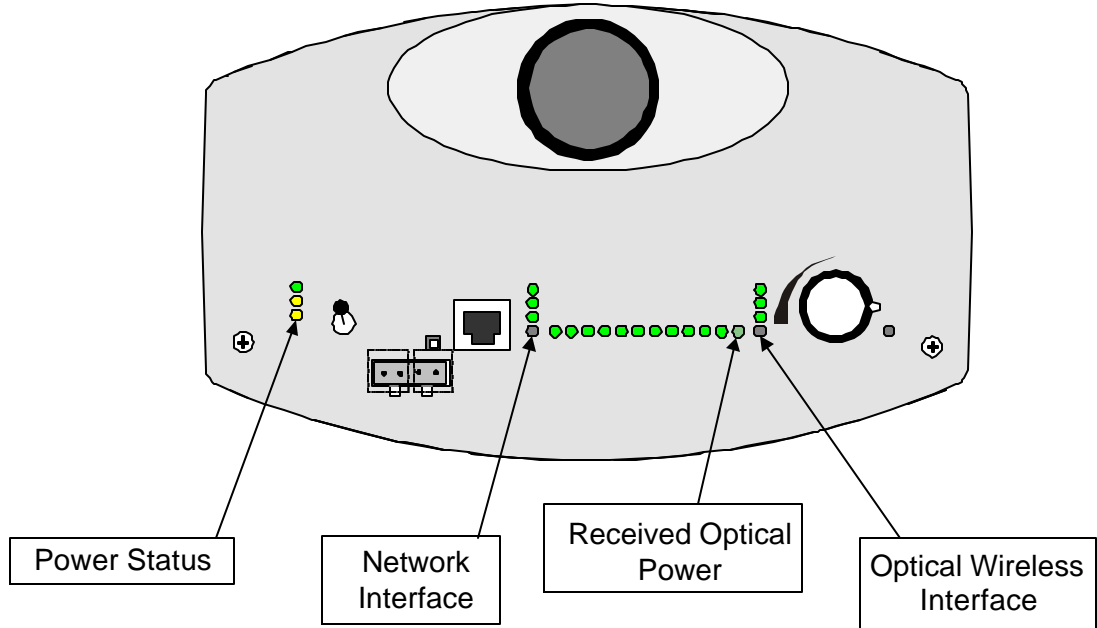 Power Status
Network
Interface
Received Optical
Power
Optical Wireless
Interface